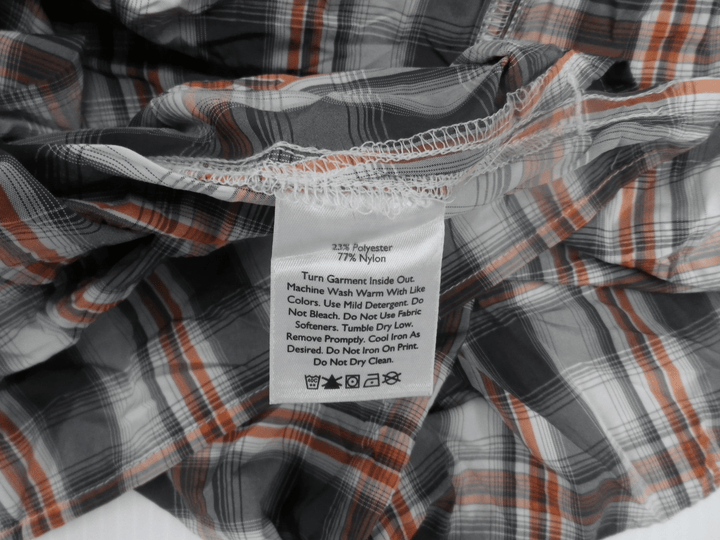 23% Polyester
77% Nylon
Turn Garment Inside Out.
Machine Wash Warm With Like
Colors. Use Mild Detergent. Do
Not Bleach. Do Not Use Fabric
Softeners. Tumble Dry Low.
Remove Promptly. Cool Iron As
Desired. Do Not Iron On Print.
Do Not Dry Clean.